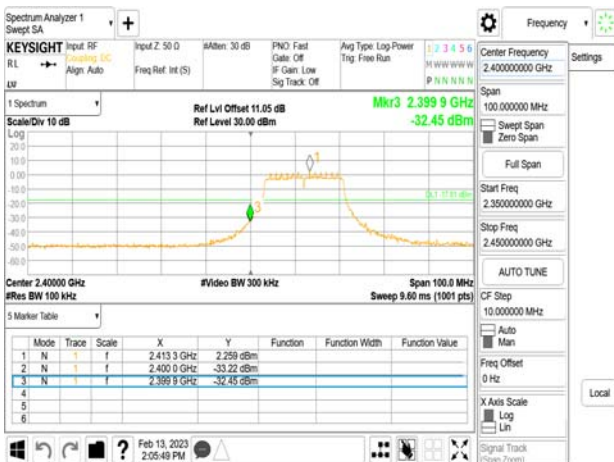 Spectrum Analyzer 1
Swept SA
+
Frequency
KEYSIGHT
RL
Input: RF
Coupling: DC
Align: Auto
Input Z: 50 Ω
Freq Ref: Int (S)
#Atten: 30 dB
PNO: Fast
Gate: Off
IF Gain: Low
Sig Track: Off
Avg Type: Log-Power
Trig: Free Run
1 2 3 4 5 6
M W W W W W
P N N N N N
1 Spectrum
Scale/Div 10 dB
Ref Lvl Offset 11.05 dB
Ref Level 30.00 dBm
Mkr3 2.399 9 GHz
-32.45 dBm
Log
20.0
10.0
0.00
-10.0
-20.0
-30.0
-40.0
-50.0
-60.0
1
3
Center 2.40000 GHz
#Res BW 100 kHz
#Video BW 300 kHz
Span 100.0 MHz
Sweep 9.60 ms (1001 pts)
5 Marker Table
Mode Trace Scale X Y Function Function Width Function Value
1 N 1 f 2.413 3 GHz 2.259 dBm
2 N 1 f 2.400 0 GHz -33.22 dBm
3 N 1 f 2.399 9 GHz -32.45 dBm
4
5
6
?
Feb 13, 2023
2:05:49 PM
Center Frequency
2.400000000 GHz
Span
100.000000 MHz
Swept Span
Zero Span
Full Span
Start Freq
2.350000000 GHz
Stop Freq
2.450000000 GHz
AUTO TUNE
CF Step
10.000000 MHz
Auto
Man
Freq Offset
0 Hz
X Axis Scale
Log
Lin
Signal Track
(Span Zoom)
Settings
Local